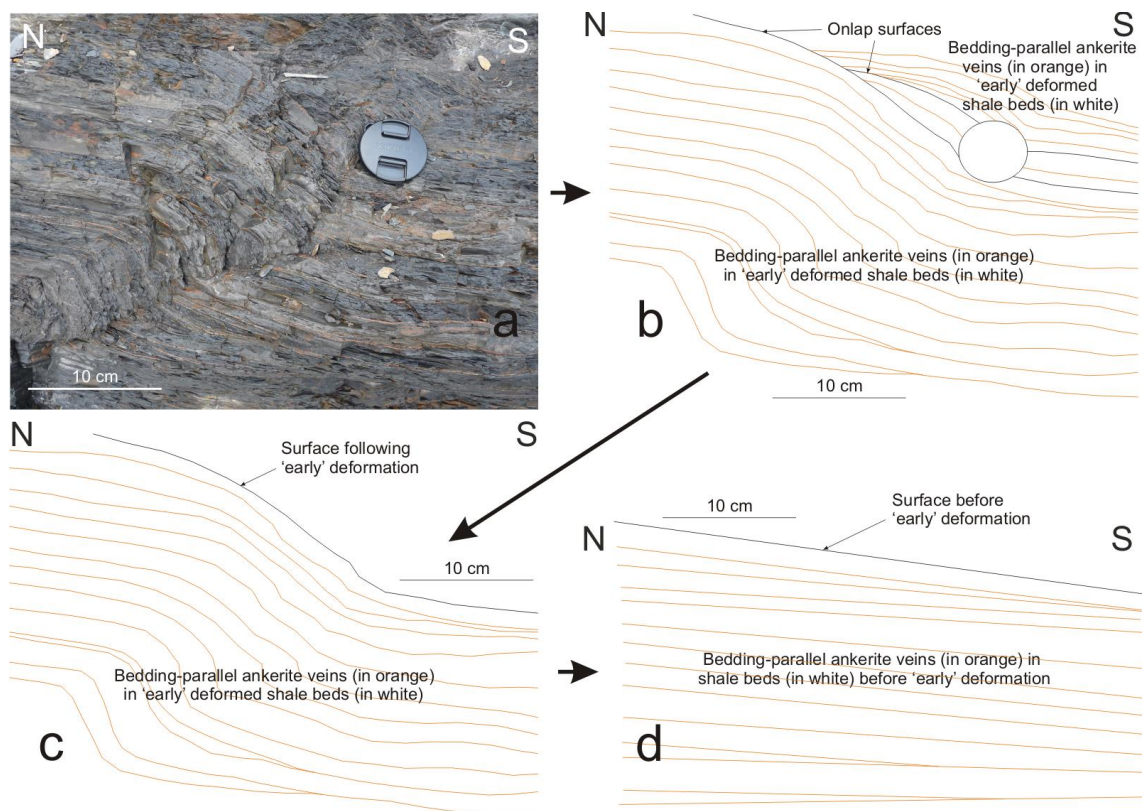 N
S
a
10 cm
N
S
Onlap surfaces
Bedding-parallel ankerite
veins (in orange) in
‘early’ deformed
shale beds (in white)
Bedding-parallel ankerite veins (in orange)
in ‘early’ deformed shale beds (in white)
b
10 cm
N
S
Surface following
‘early’ deformation
10 cm
Bedding-parallel ankerite veins (in orange)
in ‘early’ deformed shale beds (in white)
c
10 cm
Surface before
‘early’ deformation
N
S
Bedding-parallel ankerite veins (in orange) in
shale beds (in white) before ‘early’ deformation
d